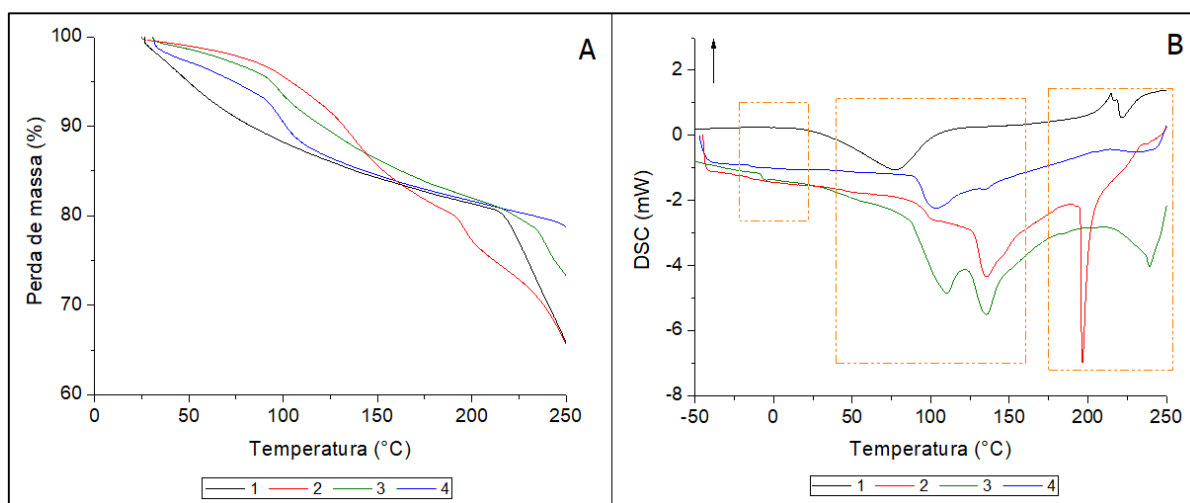 A
100
90
80
70
60
Perda de massa (%)
0 50 100 150 200 250
Temperatura (°C)
1 2 3 4
B
2
0
-2
-4
-6
-8
DSC (mW)
-50 0 50 100 150 200 250
Temperatura (°C)
1 2 3 4